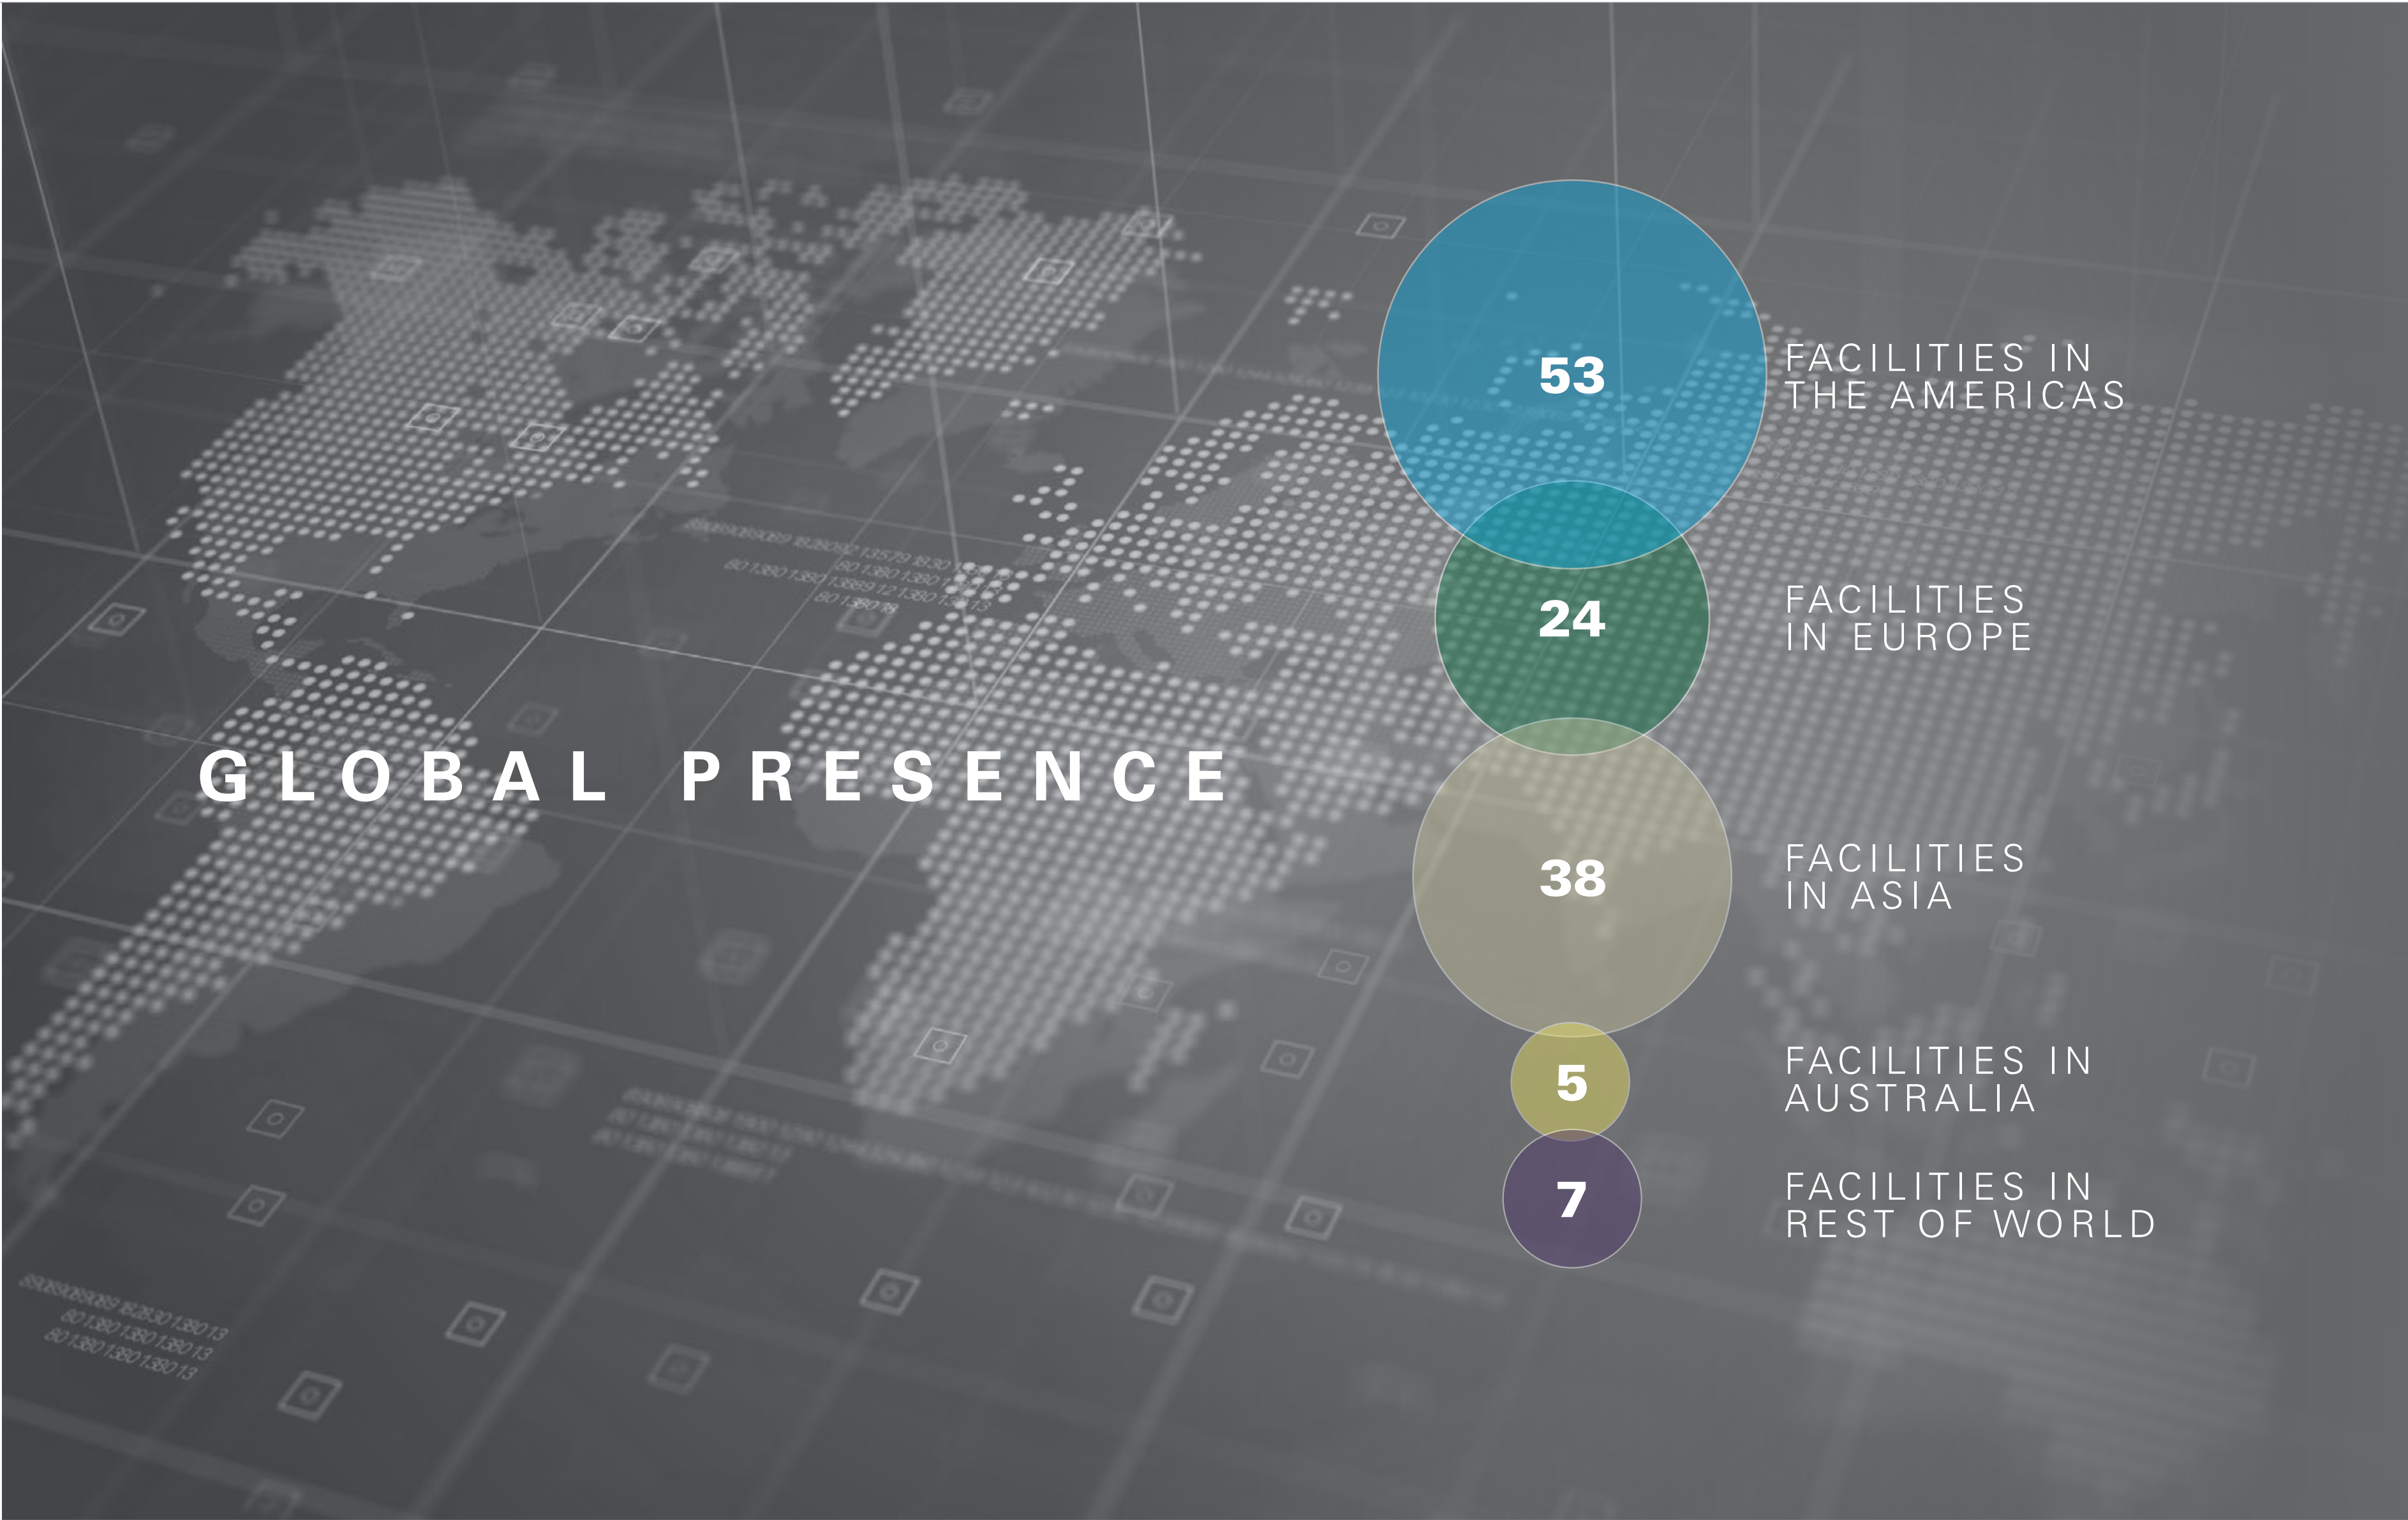 GLOBAL PRESENCE
53
FACILITIES IN
THE AMERICAS
24
FACILITIES
IN EUROPE
38
FACILITIES
IN ASIA
5
FACILITIES IN
AUSTRALIA
7
FACILITIES IN
REST OF WORLD